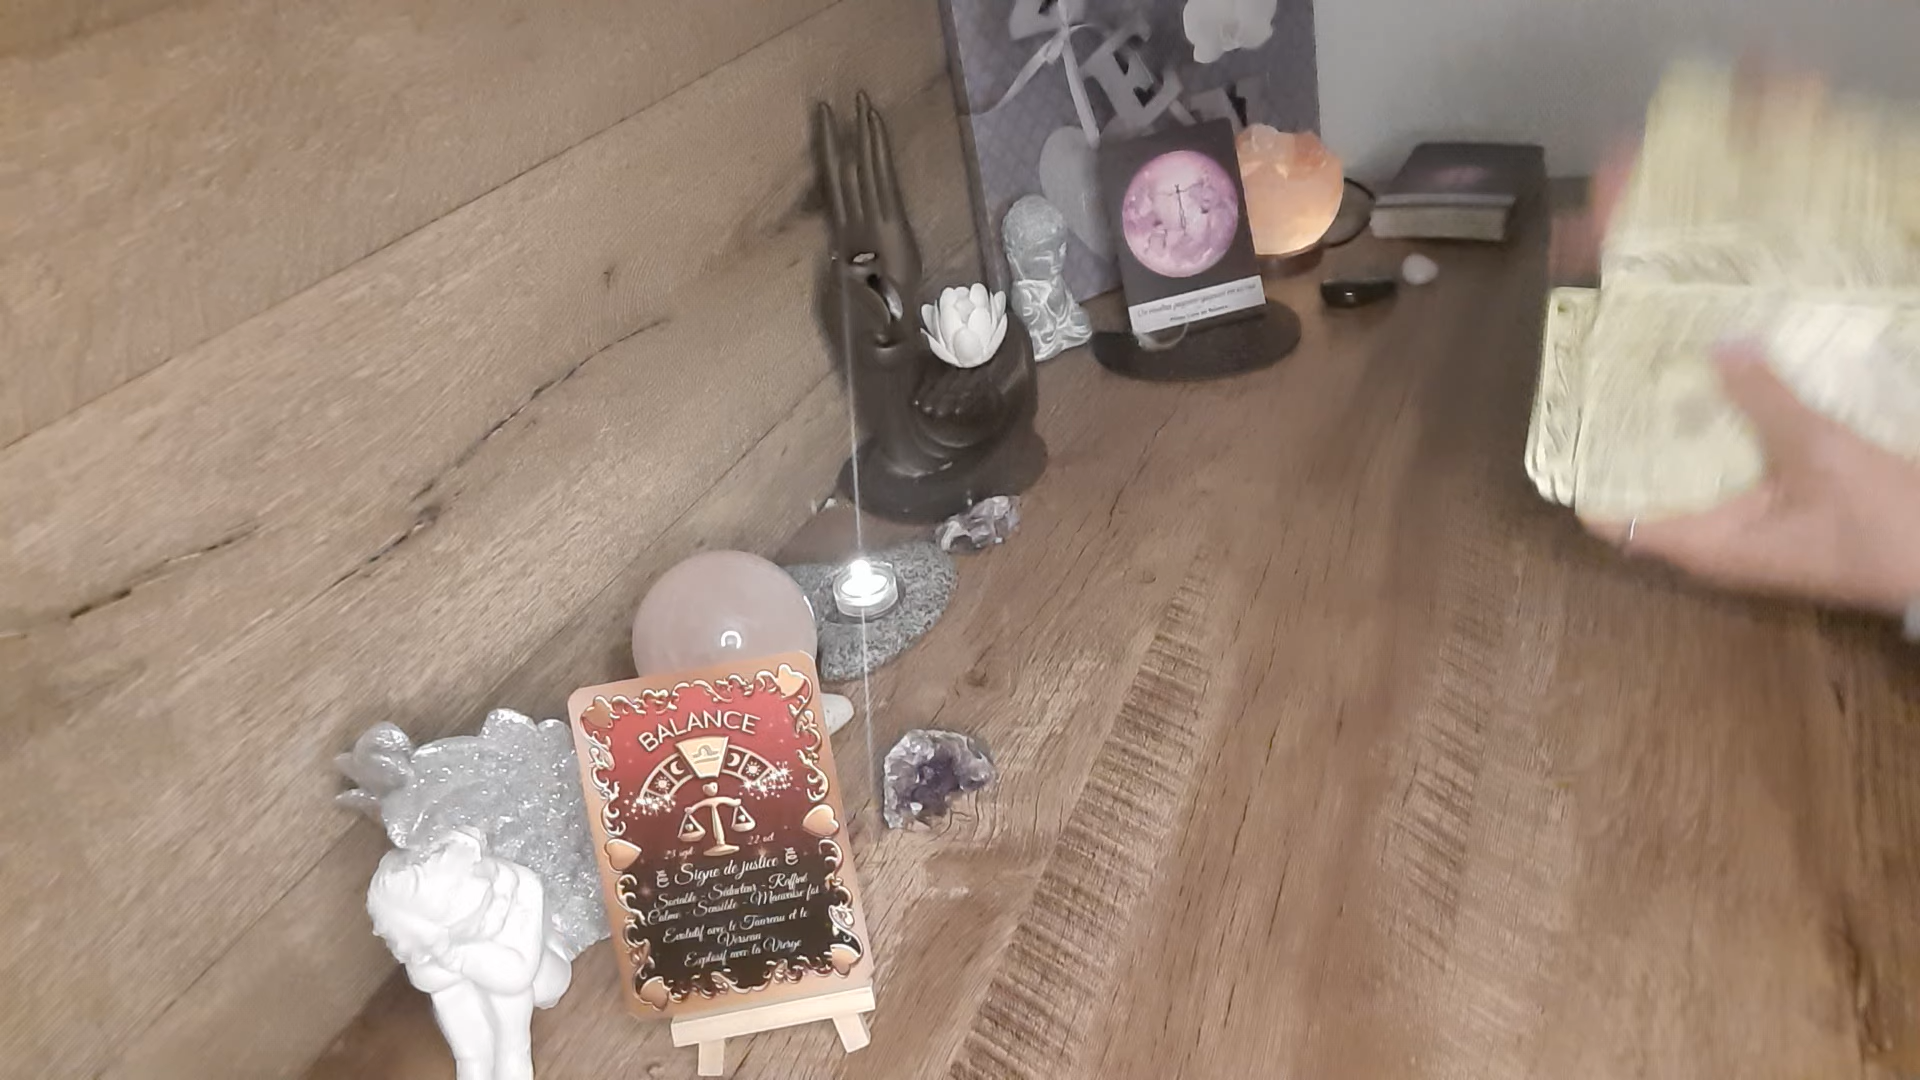 E
BALANCE
23 sept 22 oct
Signe de justice
Sociable - Séducteur - Raffiné
Calme - Sensible - Mauvaise foi
Evolutif avec le Taureau et le
Verseau
Explosif avec la Vierge